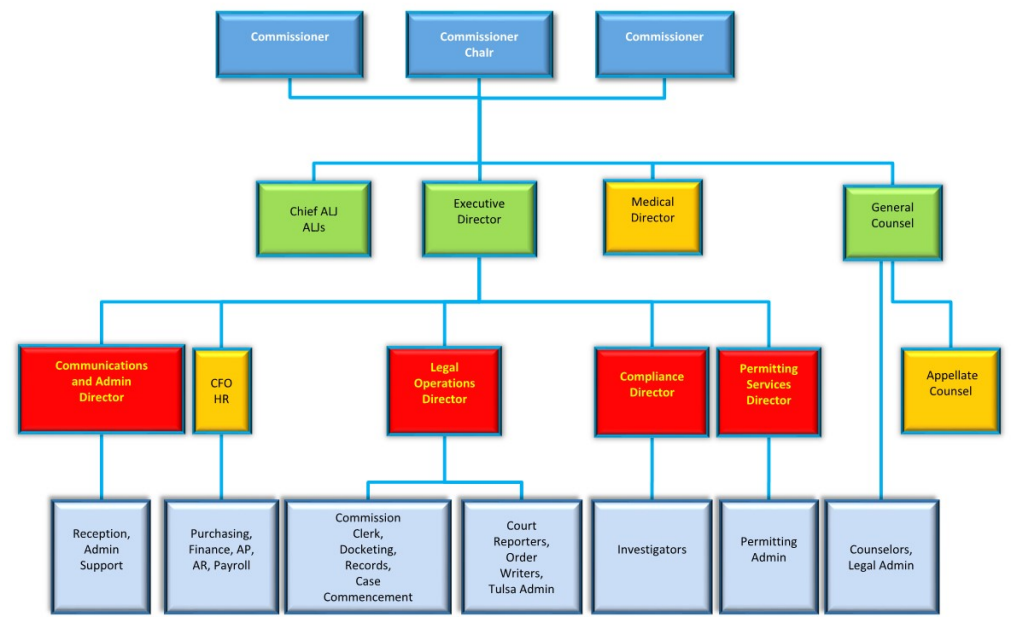 Commissioner
Commissioner
Chair
Commissioner
Chief ALJ
ALJs
Executive
Director
Medical
Director
General
Counsel
Communications
and Admin
Director
CFO
HR
Legal
Operations
Director
Compliance
Director
Permitting
Services
Director
Appellate
Counsel
Reception,
Admin
Support
Purchasing,
Finance, AP,
AR, Payroll
Commission
Clerk,
Docketing,
Records,
Case
Commencement
Court
Reporters,
Order
Writers,
Tulsa Admin
Investigators
Permitting
Admin
Counselors,
Legal Admin